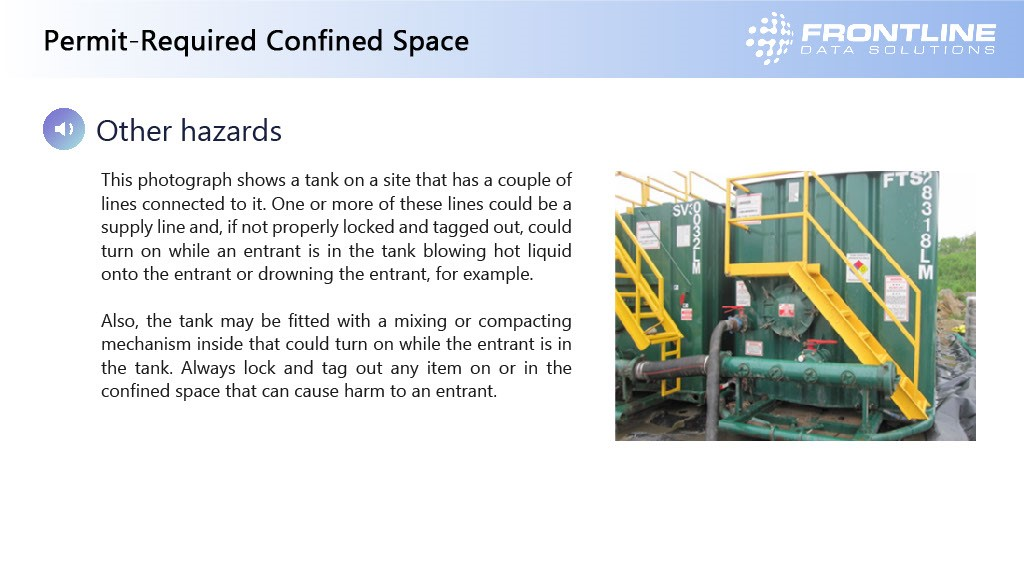 Permit-Required Confined Space
FRONTLINE
DATA SOLUTIONS
Other hazards
This photograph shows a tank on a site that has a couple of
lines connected to it. One or more of these lines could be a
supply line and, if not properly locked and tagged out, could
turn on while an entrant is in the tank blowing hot liquid
onto the entrant or drowning the entrant, for example.
Also, the tank may be fitted with a mixing or compacting
mechanism inside that could turn on while the entrant is in
the tank. Always lock and tag out any item on or in the
confined space that can cause harm to an entrant.
FTS28318LM